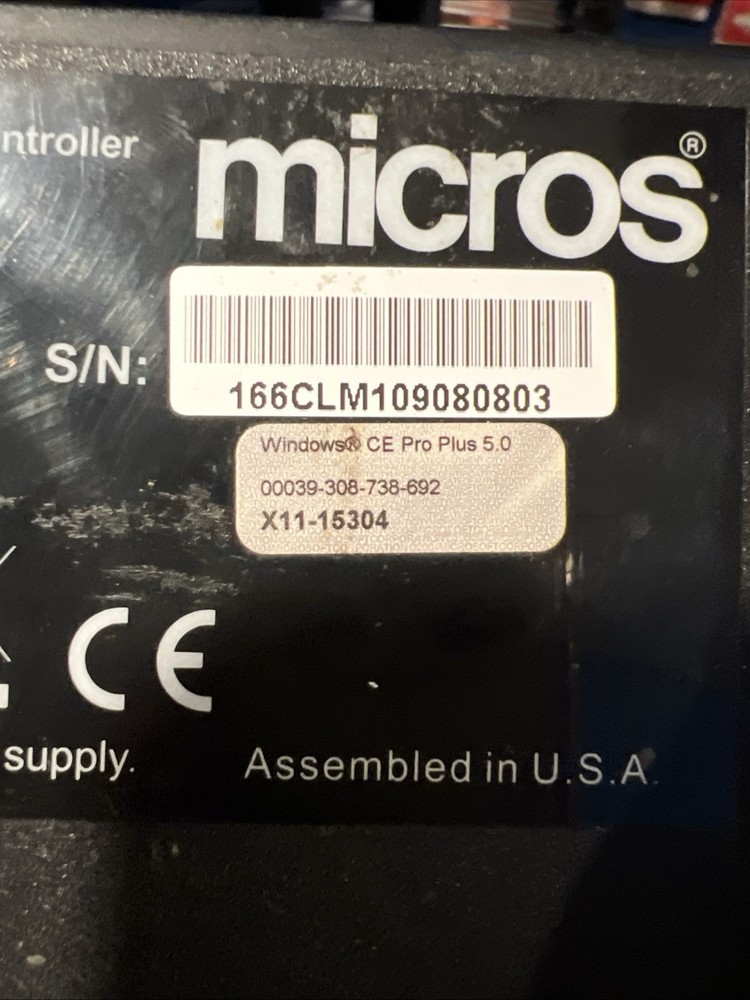 ntroller
micros®
S/N:
166CLM109080803
Windows® CE Pro Plus 5.0
00039-308-738-692
X11-15304
CE
supply.
Assembled in U.S.A.